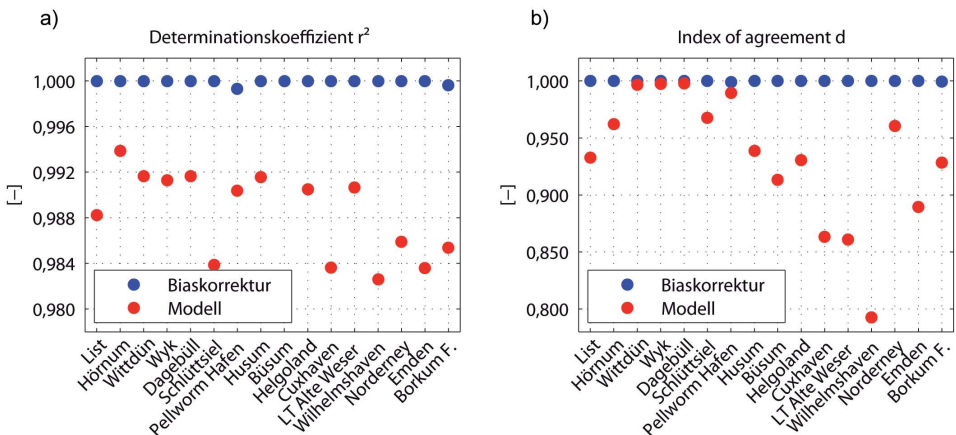 a)
Determinationskoeffizient r²
[–]
1,000
0,996
0,992
0,988
0,984
0,980
Biaskorrektur
Modell
List
Hörnum
Wittdün
Wyk
Dagebüll
Schlüttsiel
Pellworm Hafen
Husum
Büsum
Helgoland
Cuxhaven
LT Alte Weser
Wilhelmshaven
Norderney
Emden
Borkum F.
b)
Index of agreement d
[–]
1,000
0,950
0,900
0,850
0,800
Biaskorrektur
Modell
List
Hörnum
Wittdün
Wyk
Dagebüll
Schlüttsiel
Pellworm Hafen
Husum
Büsum
Helgoland
Cuxhaven
LT Alte Weser
Wilhelmshaven
Norderney
Emden
Borkum F.